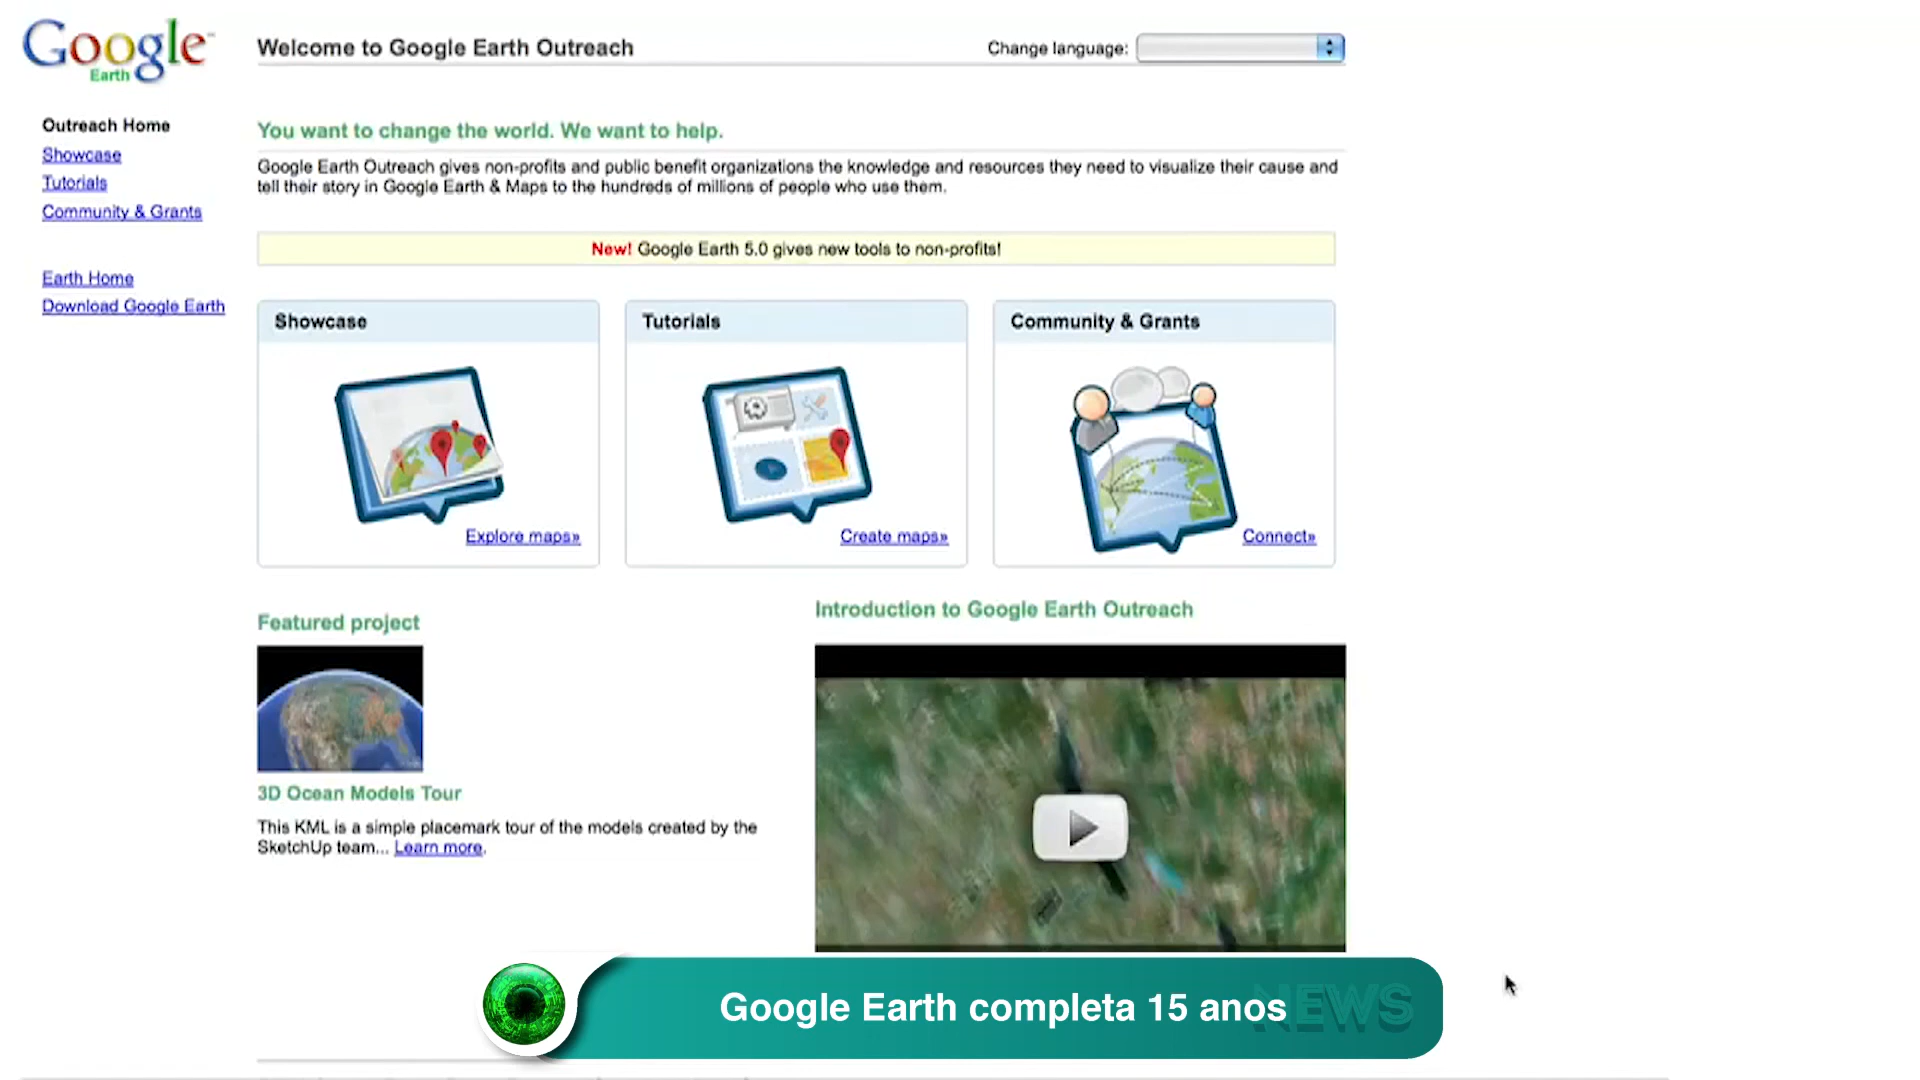 Google
Earth
Welcome to Google Earth Outreach
Change language:
Outreach Home
Showcase
Tutorials
Community & Grants
Earth Home
Download Google Earth
You want to change the world. We want to help.
Google Earth Outreach gives non-profits and public benefit organizations the knowledge and resources they need to visualize their cause and
tell their story in Google Earth & Maps to the hundreds of millions of people who use them.
New! Google Earth 5.0 gives new tools to non-profits!
Showcase
Explore maps»
Tutorials
Create maps»
Community & Grants
Connect»
Featured project
3D Ocean Models Tour
This KML is a simple placemark tour of the models created by the
SketchUp team... Learn more.
Introduction to Google Earth Outreach
Google Earth completa 15 anos
NEWS